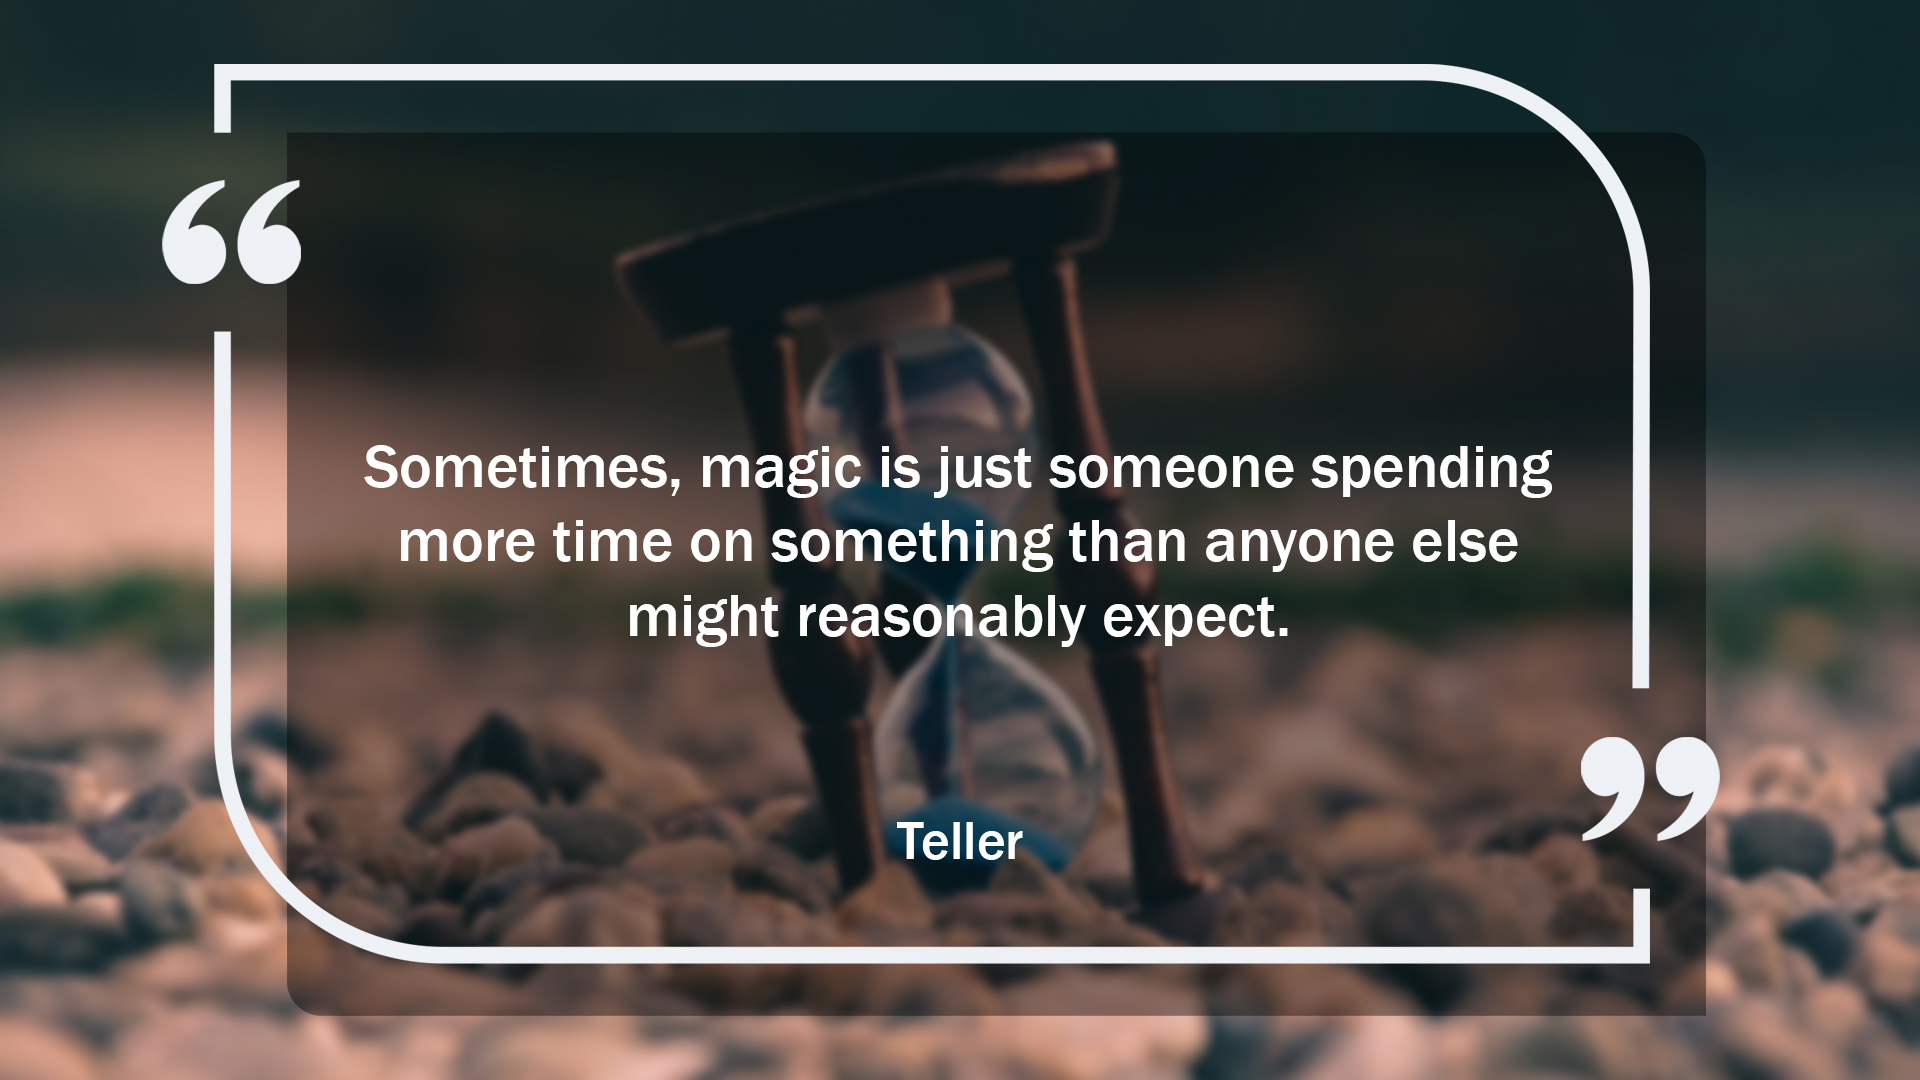 “
Sometimes, magic is just someone spending
more time on something than anyone else
might reasonably expect.
”
Teller